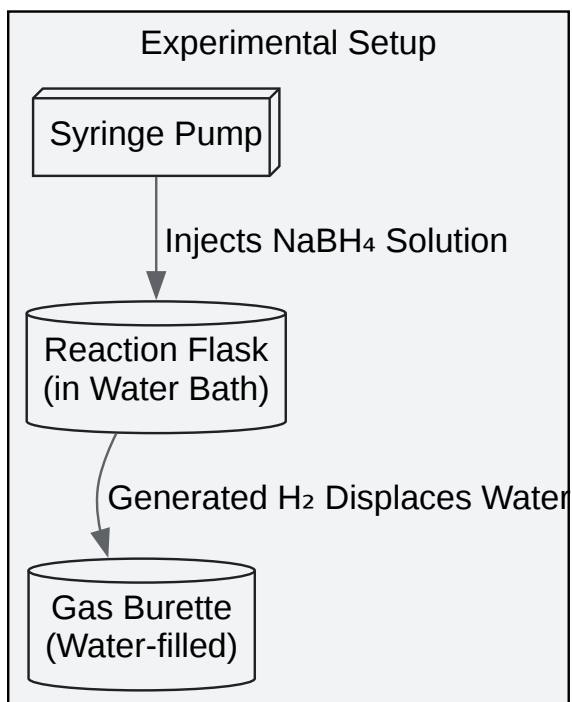 Experimental Setup
Syringe Pump
Injects NaBH₄ Solution
Reaction Flask
(in Water Bath)
Generated H₂ Displaces Water
Gas Burette
(Water-filled)